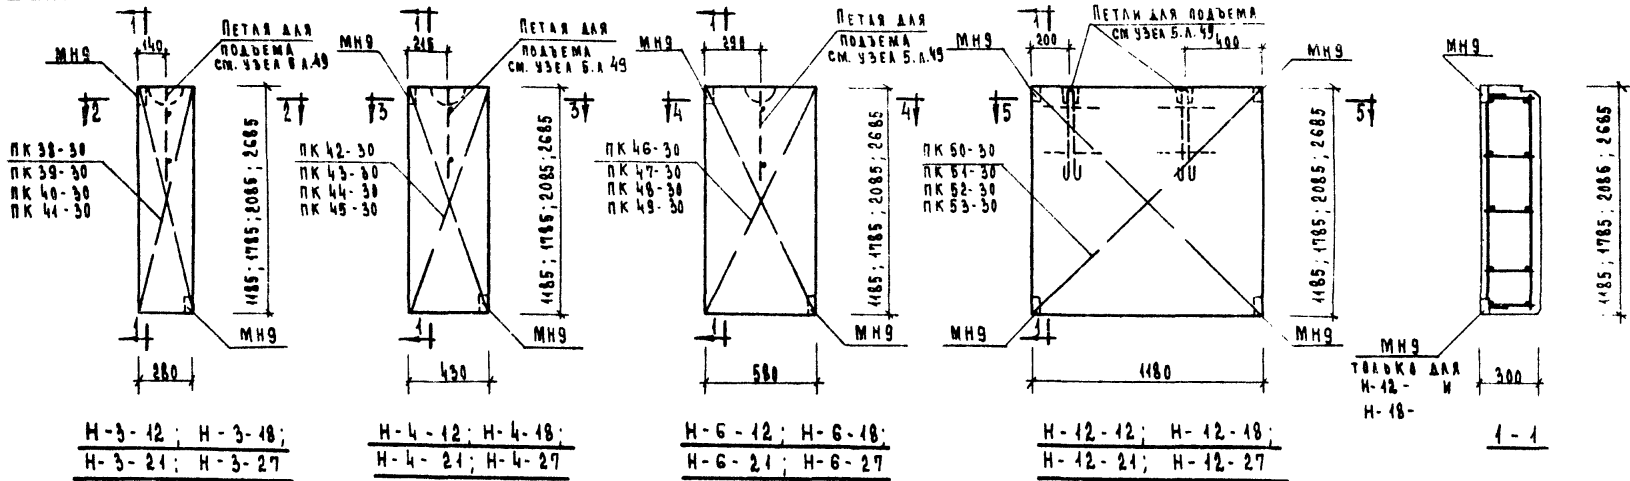 1
140
ПЕТЛЯ ДЛЯ
ПОДЪЕМА
СМ. УЗЕЛ 6 Л.49
МН9
2
2
ПК 38-30
ПК 39-30
ПК 40-30
ПК 41-30
1185; 1785; 2085; 2685
1
МН9
280
Н-3-12; Н-3-18;
Н-3-21; Н-3-27
1
215
ПЕТЛЯ ДЛЯ
ПОДЪЕМА
СМ. УЗЕЛ 5.Л 49
МН9
3
3
ПК 42-30
ПК 43-30
ПК 44-30
ПК 45-30
1185; 1785; 2085; 2685
1
МН9
430
Н-4-12; Н-4-18;
Н-4-21; Н-4-27
1
290
ПЕТЛЯ ДЛЯ
ПОДЪЕМА
СМ. УЗЕЛ 5.Л.49
МН9
4
4
ПК 46-30
ПК 47-30
ПК 48-30
ПК 49-30
1185; 1785; 2085; 2685
1
МН9
580
Н-6-12; Н-6-18;
Н-6-21; Н-6-27
1
200
ПЕТЛИ ДЛЯ ПОДЪЕМА
СМ УЗЕЛ 5.Л.49
400
МН9
МН9
5
5
ПК 50-30
ПК 51-30
ПК 52-30
ПК 53-30
1185; 1785; 2085; 2685
МН9
1
МН9
1180
Н-12-12; Н-12-18;
Н-12-21; Н-12-27
МН9
1185; 1785; 2085; 2685
МН9
ТОЛЬКО ДЛЯ
Н-12- И
Н-18-
300
1-1